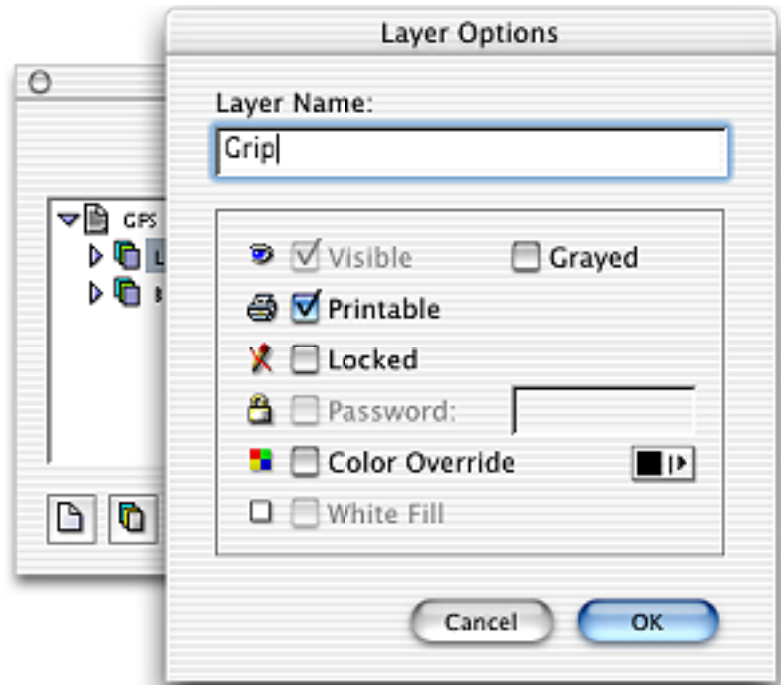 Layer Options
Layer Name:
Grip
GPS
L
Visible
Grayed
Printable
Locked
Password:
Color Override
White Fill
Cancel
OK